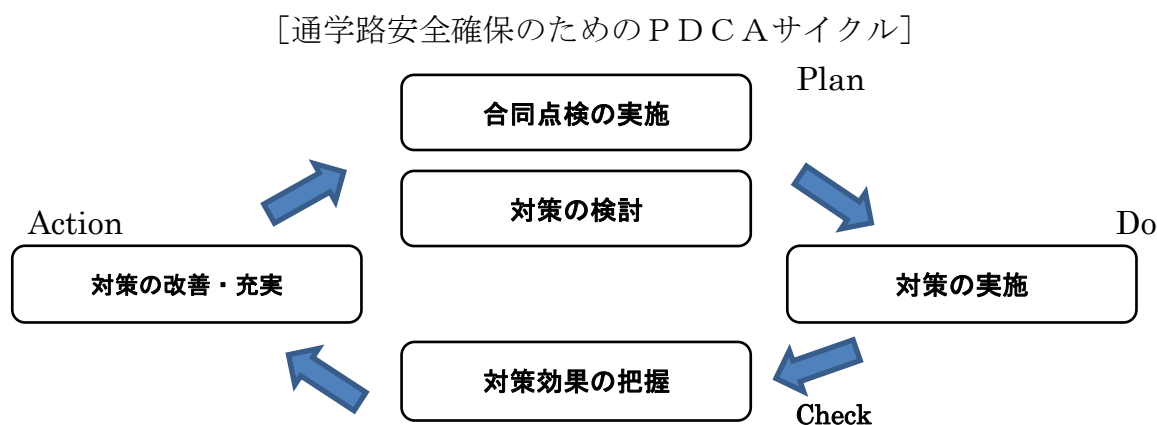 ［通学路安全確保のためのＰＤＣＡサイクル］
Plan
合同点検の実施
対策の検討
Action
Do
対策の改善・充実
対策の実施
対策効果の把握
Check